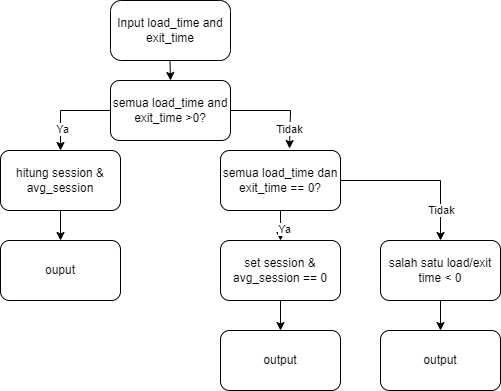 Input load_time and
exit_time
semua load_time and
exit_time >0?
Ya
Tidak
hitung session &
avg_session
semua load_time dan
exit_time == 0?
Tidak
,Ya
ouput
set session &
avg_session == 0
salah satu load/exit
time < 0
output
output